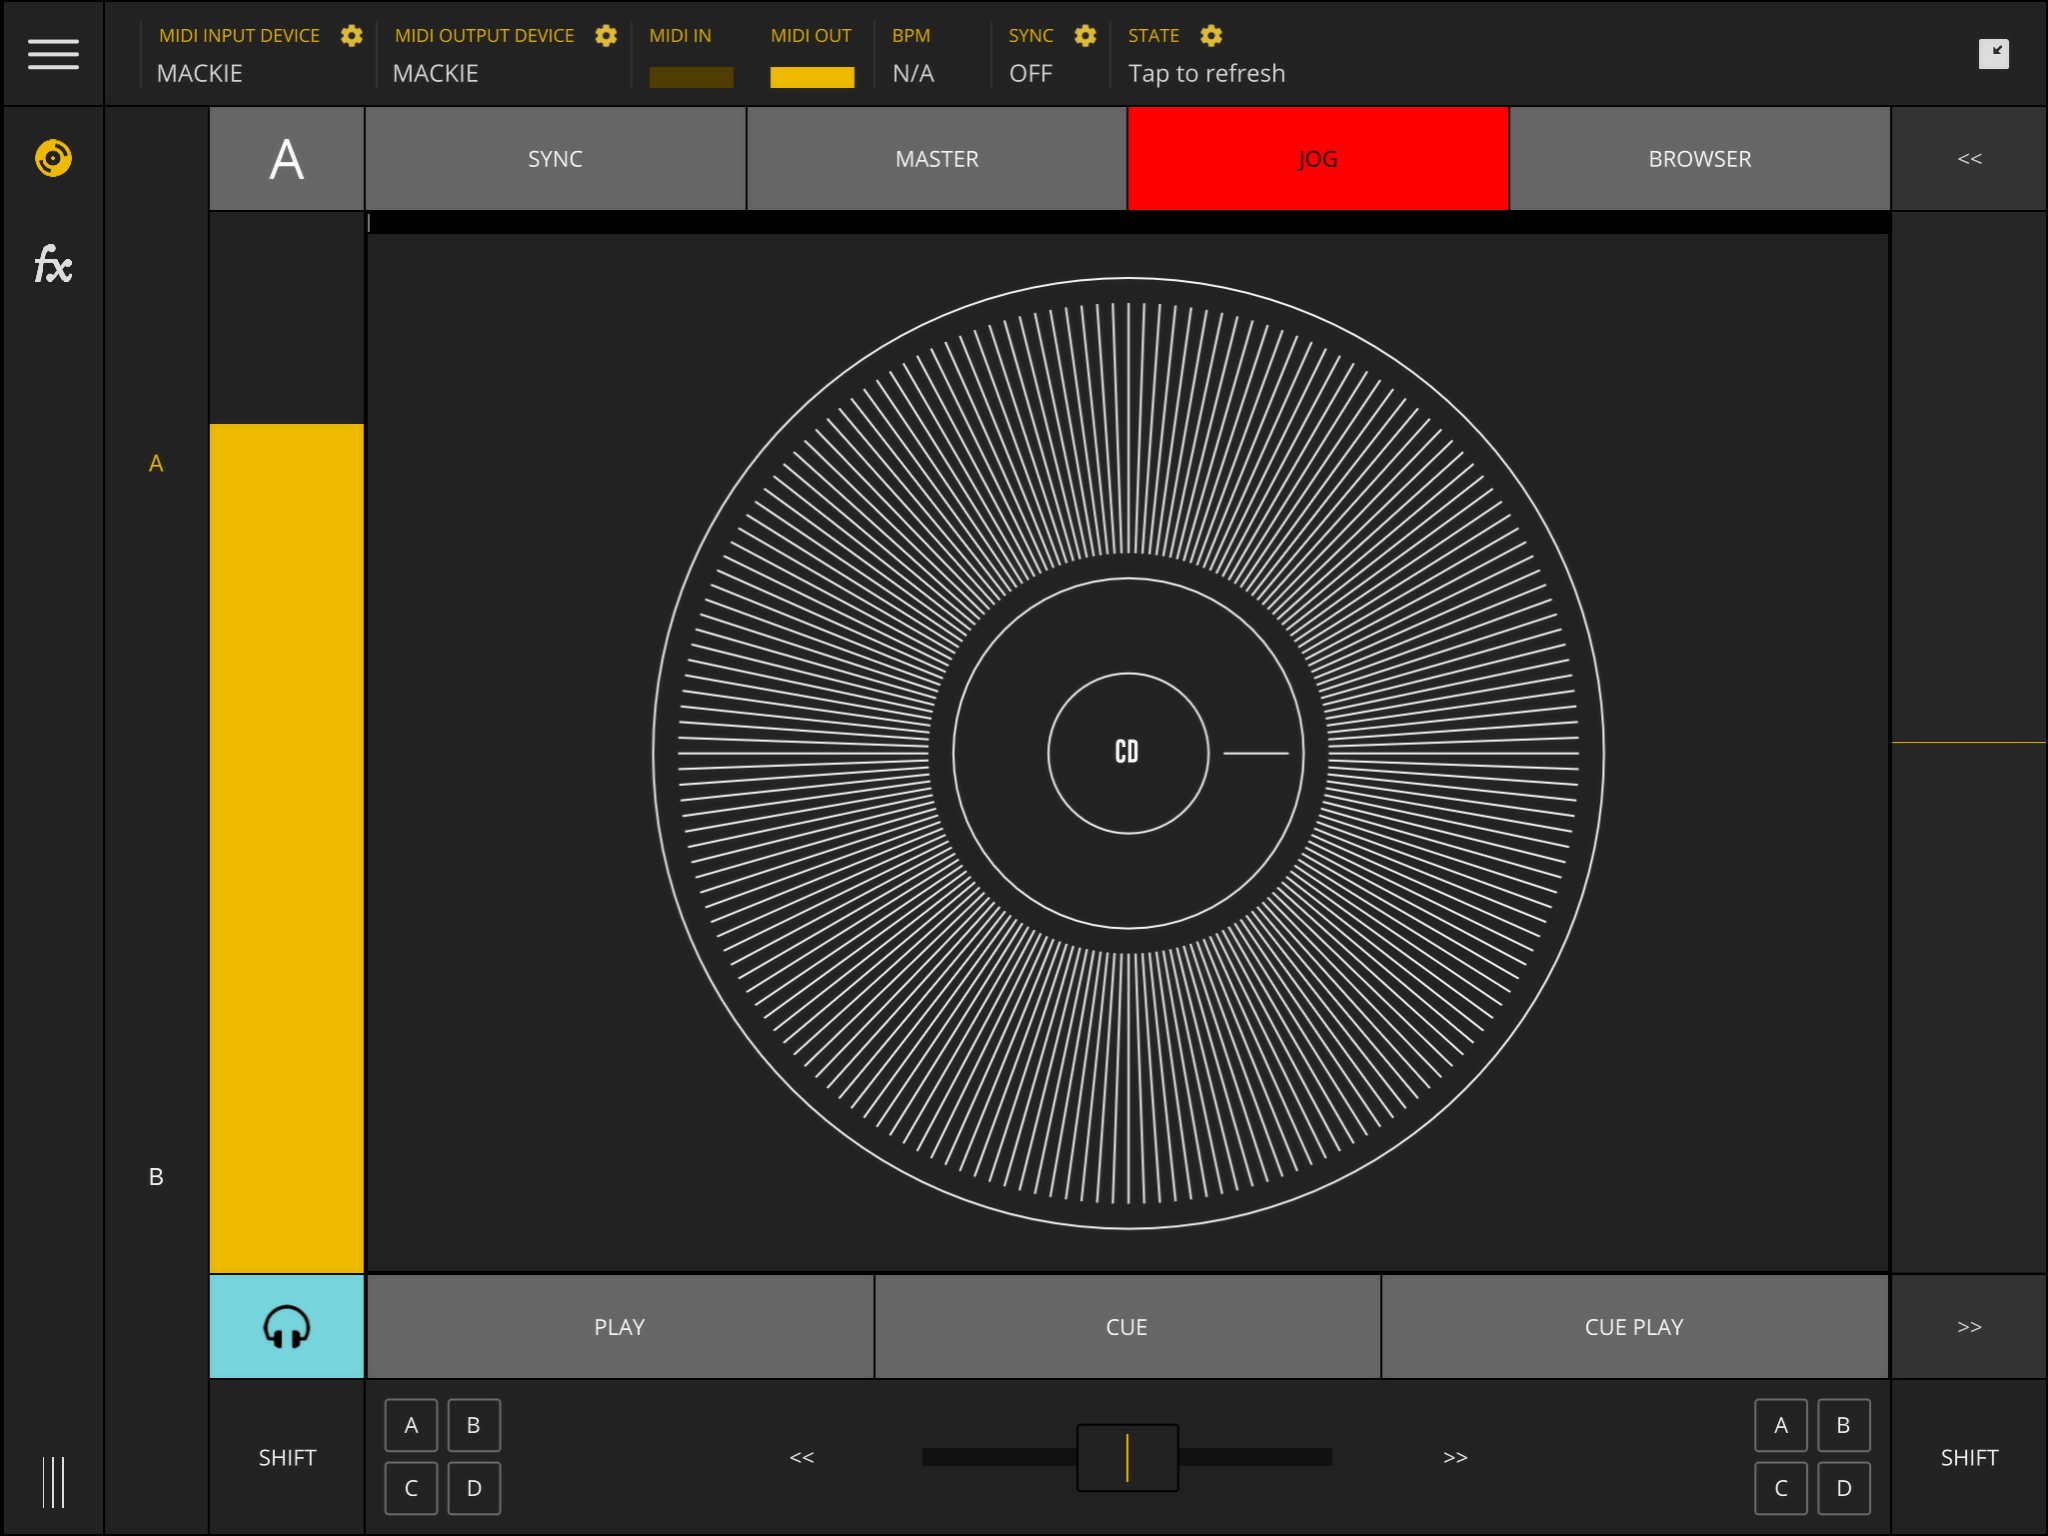 MIDI INPUT DEVICE
MACKIE
MIDI OUTPUT DEVICE
MACKIE
MIDI IN
MIDI OUT
BPM
N/A
SYNC
OFF
STATE
Tap to refresh
A
SYNC
MASTER
JOG
BROWSER
<<
fx
A
CD
B
PLAY
CUE
CUE PLAY
>>
SHIFT
A B
C D
<<
>>
A B
C D
SHIFT